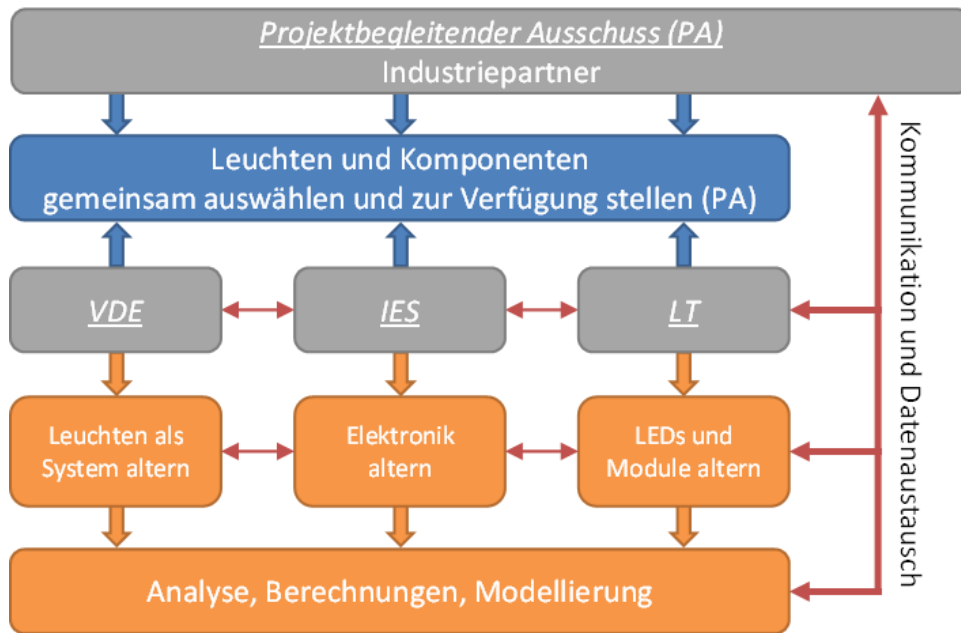 Projektbegleitender Ausschuss (PA)
Industriepartner
Leuchten und Komponenten
gemeinsam auswählen und zur Verfügung stellen (PA)
VDE
IES
LT
Leuchten als
System altern
Elektronik
altern
LEDs und
Module altern
Analyse, Berechnungen, Modellierung
Kommunikation und Datenaustausch